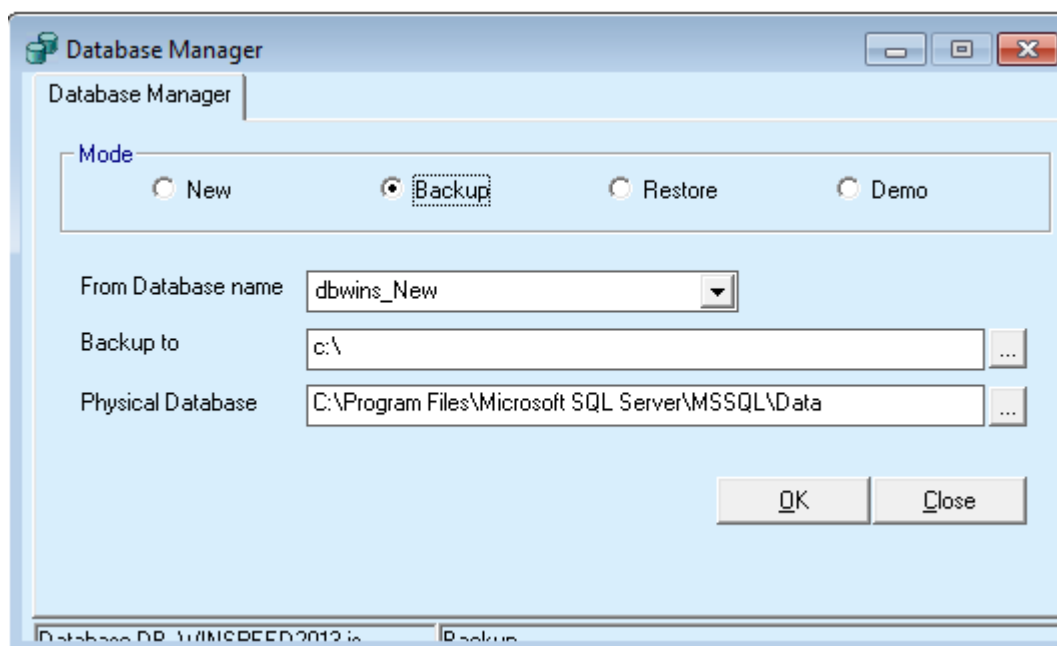 Database Manager
Database Manager
Mode
New Backup Restore Demo
From Database name dbwins_New
Backup to c:\ ...
Physical Database C:\Program Files\Microsoft SQL Server\MSSQL\Data ...
OK Close
Database Backup